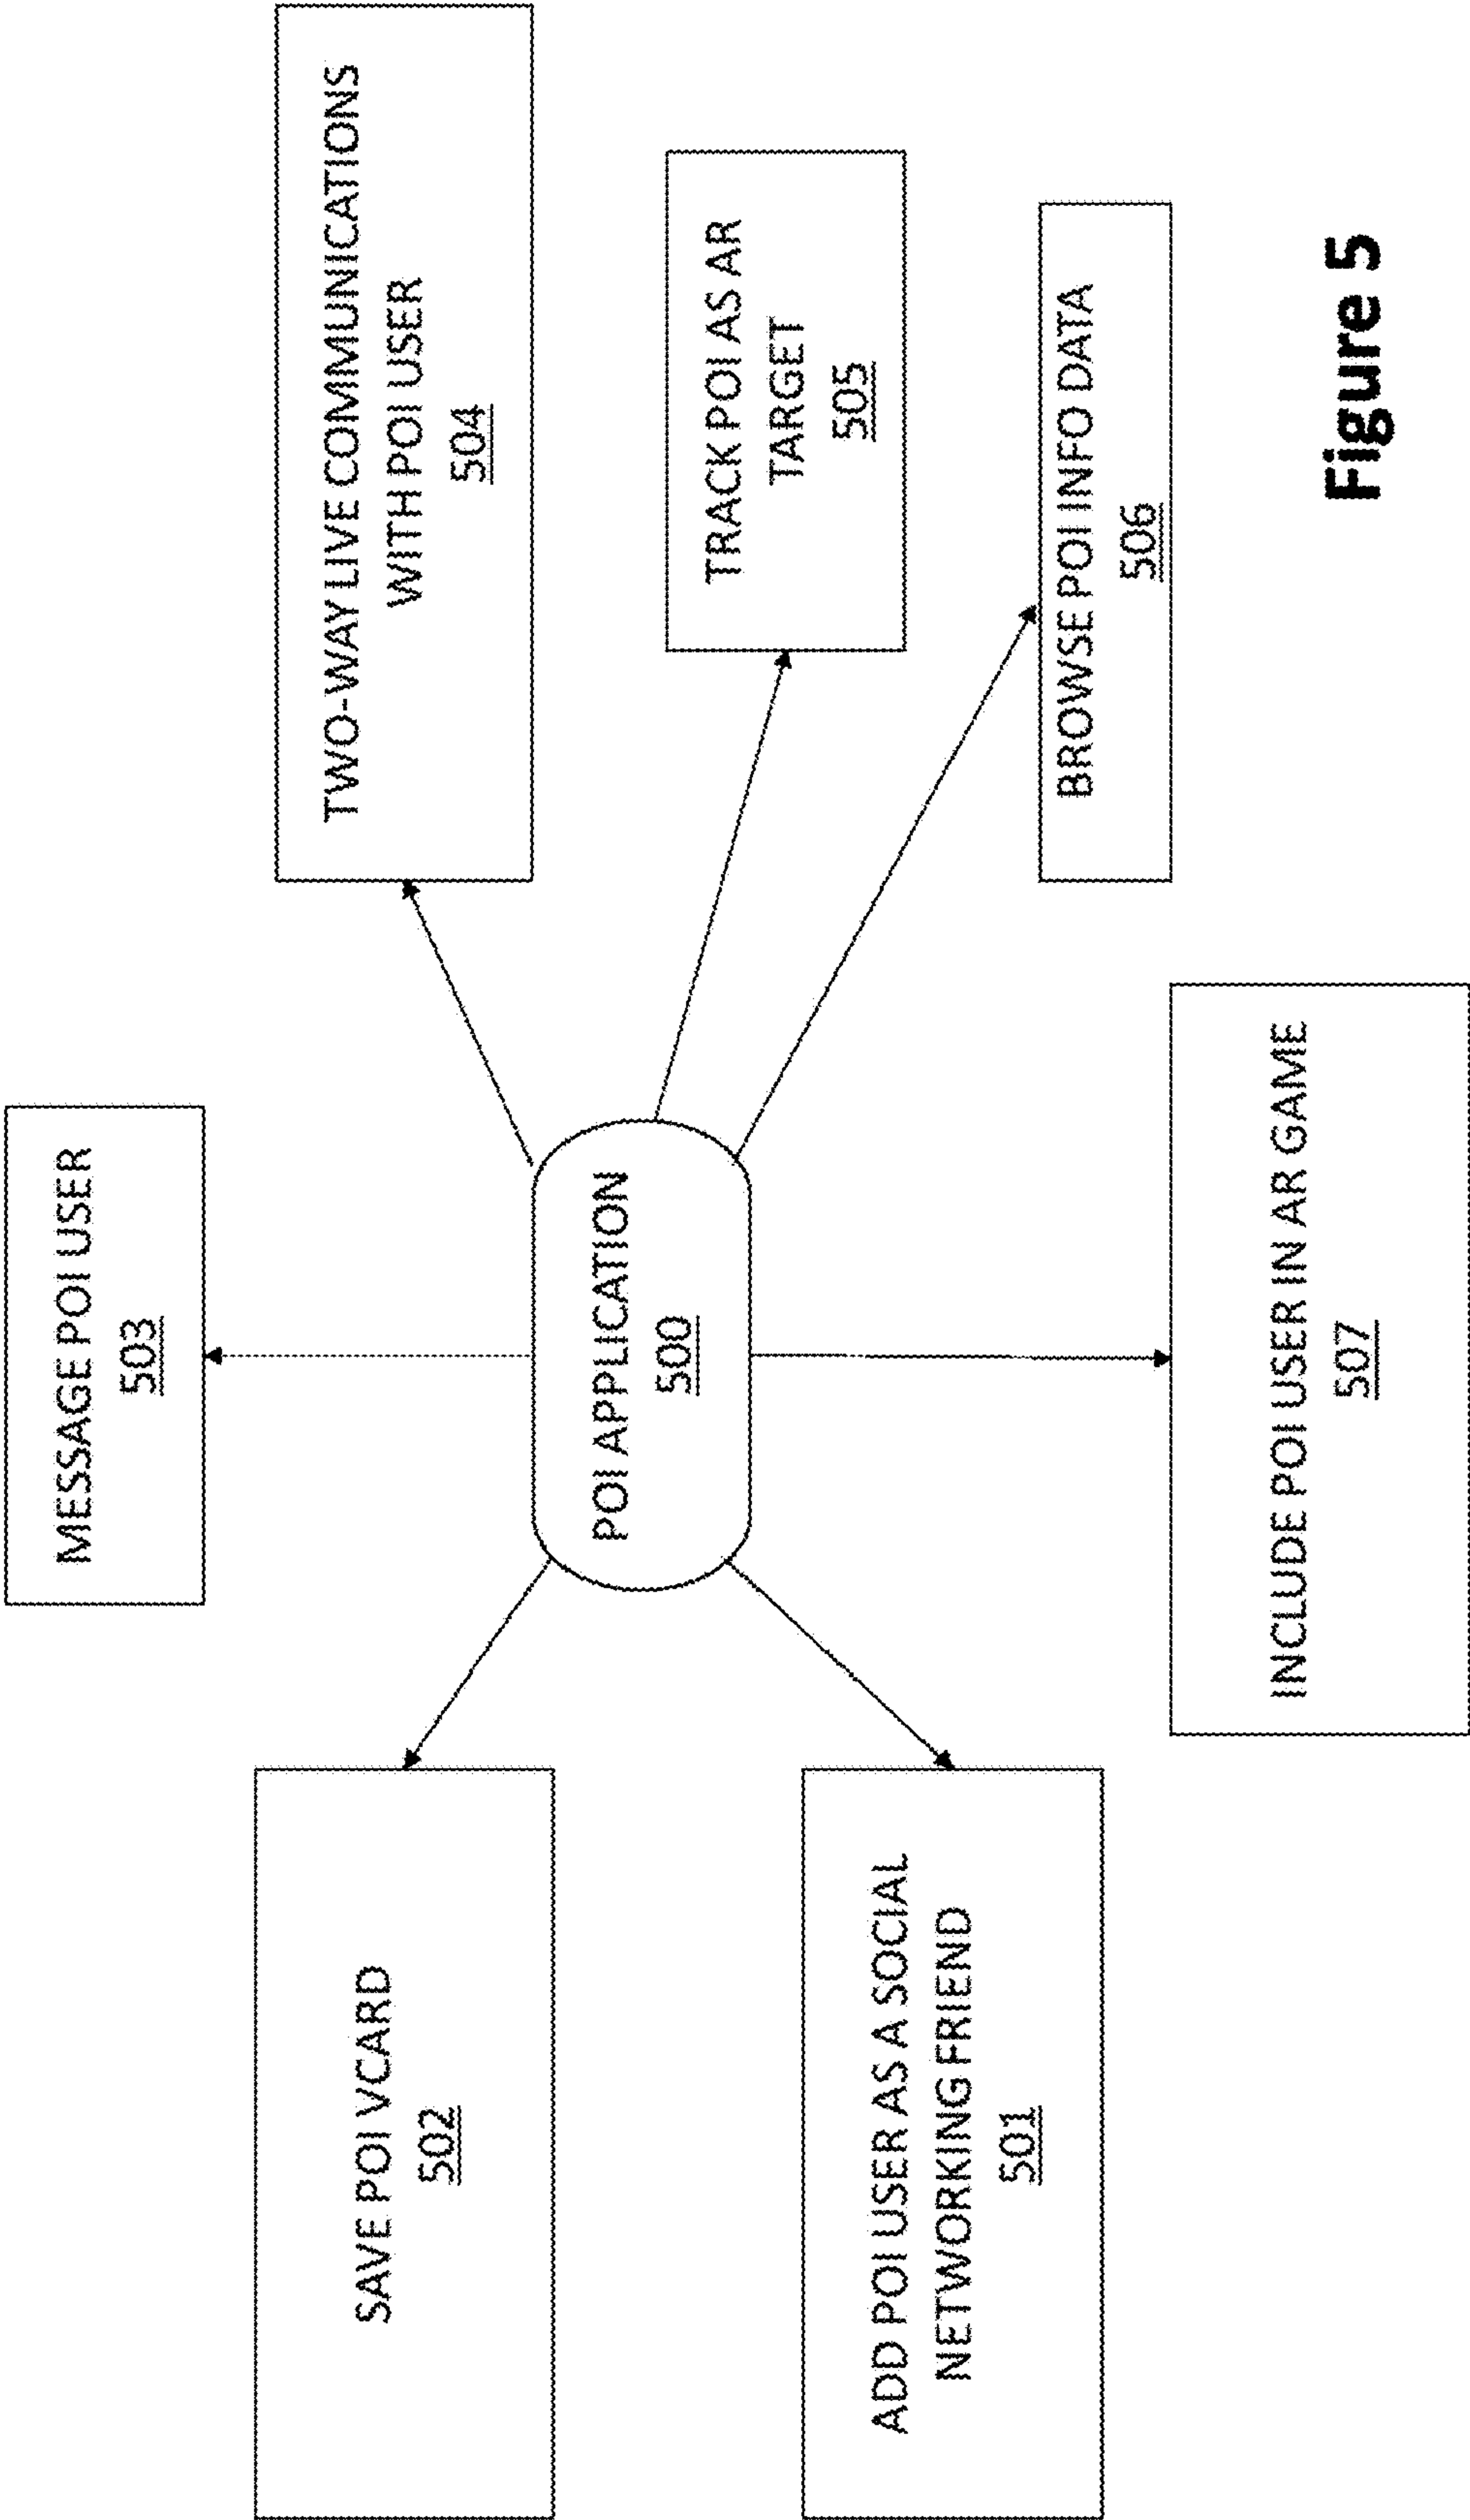 MESSAGE POI USER
503
SAVE POI VCARD
502
TWO-WAY LIVE COMMUNICATIONS
WITH POI USER
504
POI APPLICATION
500
TRACK POI AS AR
TARGET
505
ADD POI USER AS A SOCIAL
NETWORKING FRIEND
501
BROWSE POI INFO DATA
506
INCLUDE POI USER IN AR GAME
507
Figure 5